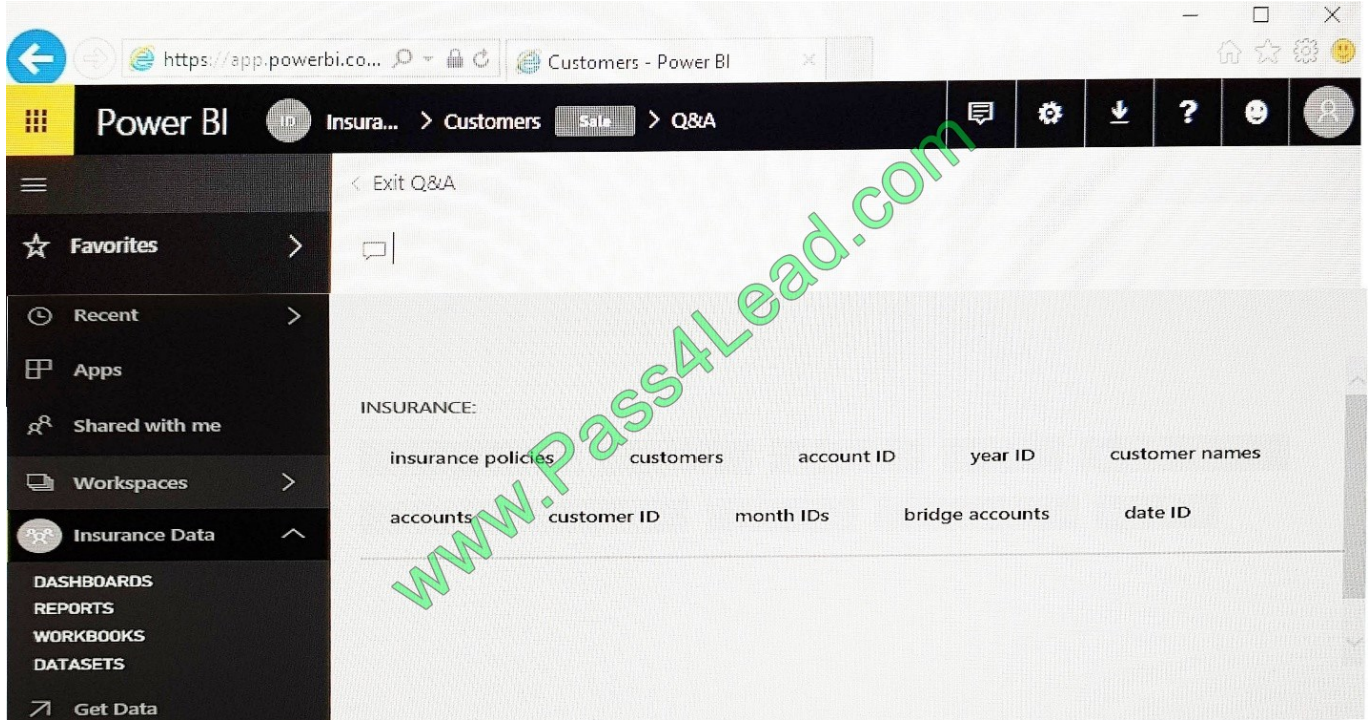 https://app.powerbi.co...
Customers - Power BI
Power BI
ID
Insura... > Customers
Sale
> Q&A
?
< Exit Q&A
Favorites
Recent
Apps
Shared with me
Workspaces
Insurance Data
DASHBOARDS
REPORTS
WORKBOOKS
DATASETS
Get Data
INSURANCE:
insurance policies customers account ID year ID customer names
accounts customer ID month IDs bridge accounts date ID
www.Pass4Lead.com